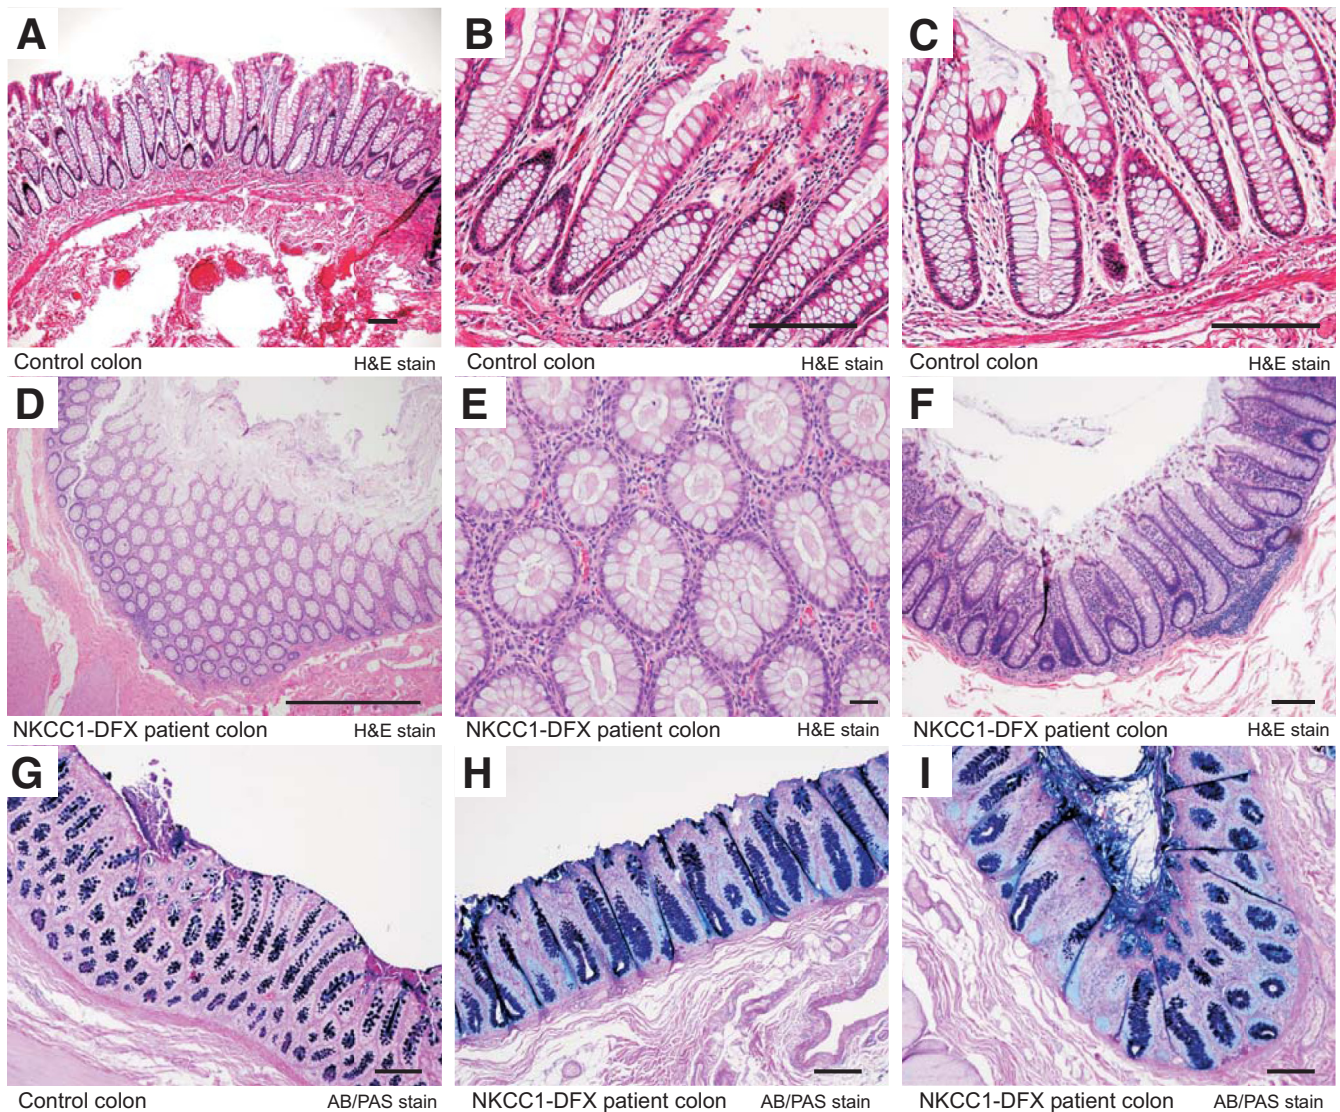 A
B
C
Control colon H&E stain
Control colon H&E stain
Control colon H&E stain
D
E
F
NKCC1-DFX patient colon H&E stain
NKCC1-DFX patient colon H&E stain
NKCC1-DFX patient colon H&E stain
G
H
I
Control colon AB/PAS stain
NKCC1-DFX patient colon AB/PAS stain
NKCC1-DFX patient colon AB/PAS stain